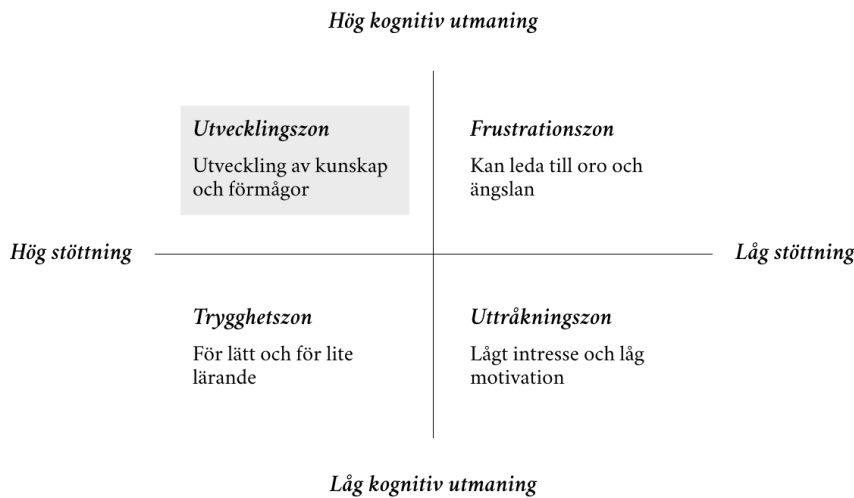 Hög kognitiv utmaning
Utvecklingszon
Utveckling av kunskap
och förmågor
Frustrationszon
Kan leda till oro och
ängslan
Hög stöttning
Låg stöttning
Trygghetszon
För lätt och för lite
lärande
Uttråkningszon
Lågt intresse och låg
motivation
Låg kognitiv utmaning